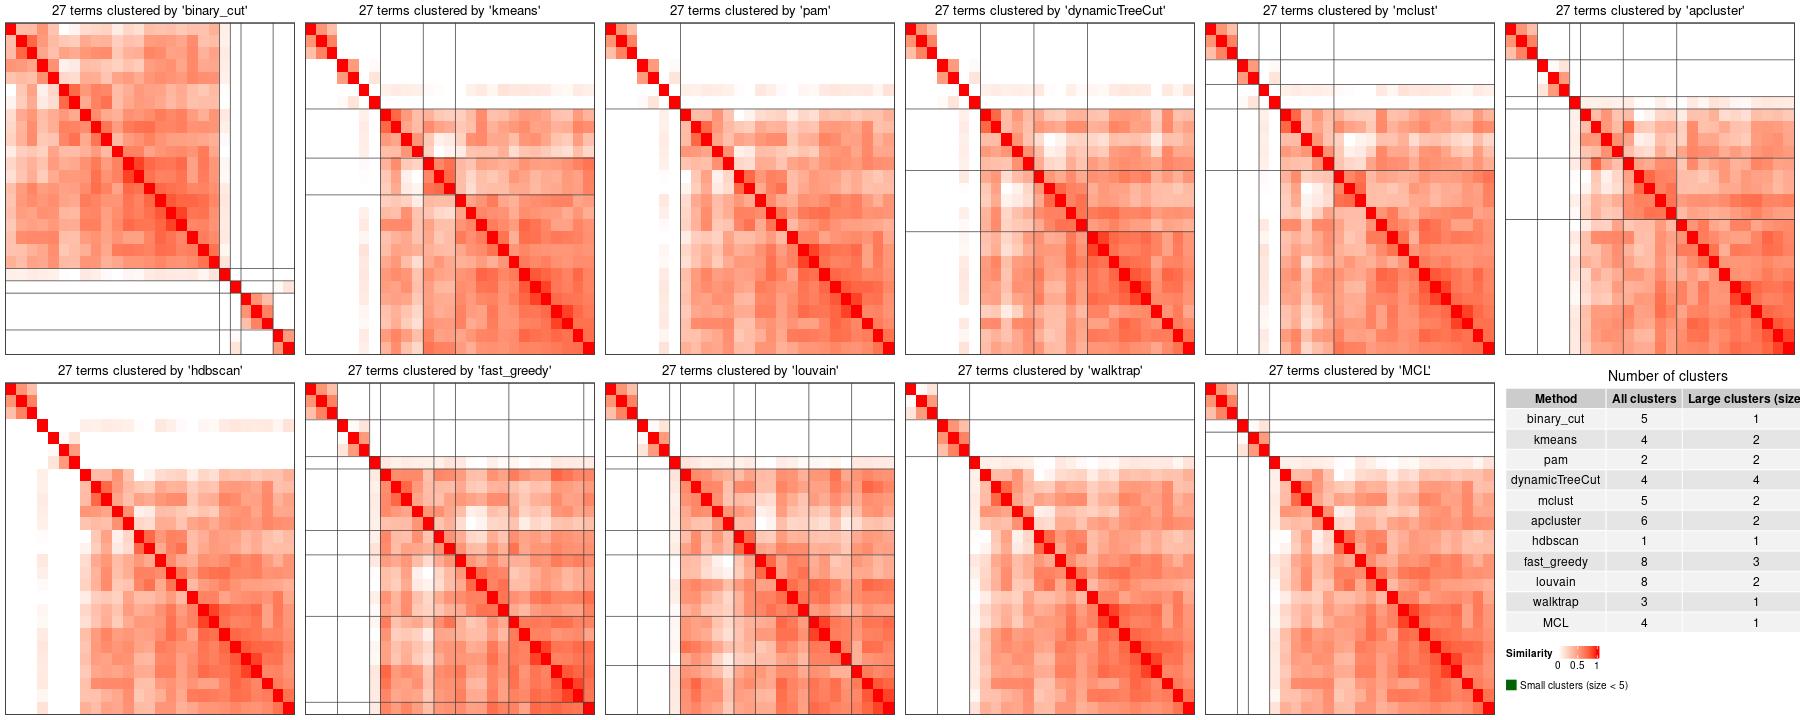 27 terms clustered by 'binary_cut'
27 terms clustered by 'kmeans'
27 terms clustered by 'pam'
27 terms clustered by 'dynamicTreeCut'
27 terms clustered by 'mclust'
27 terms clustered by 'apcluster'
27 terms clustered by 'hdbscan'
27 terms clustered by 'fast_greedy'
27 terms clustered by 'louvain'
27 terms clustered by 'walktrap'
27 terms clustered by 'MCL'
Number of clusters
Method All clusters Large clusters (size
binary_cut 5 1
kmeans 4 2
pam 2 2
dynamicTreeCut 4 4
mclust 5 2
apcluster 6 2
hdbscan 1 1
fast_greedy 8 3
louvain 8 2
walktrap 3 1
MCL 4 1
Similarity
0 0.5 1
Small clusters (size < 5)